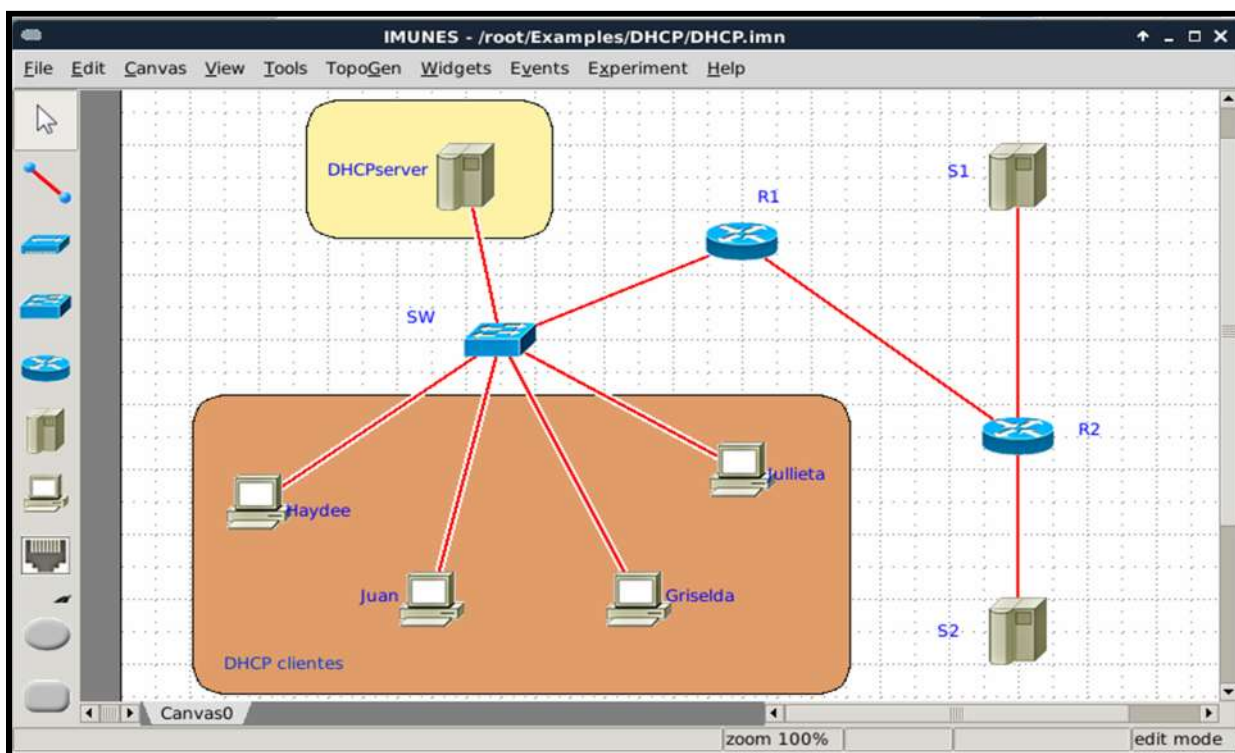 IMUNES - /root/Examples/DHCP/DHCP.imn
File Edit Canvas View Tools TopoGen Widgets Events Experiment Help
DHCPserver
S1
R1
SW
R2
Jullieta
Haydee
Juan
Griselda
S2
DHCP clientes
Canvas0
zoom 100%
edit mode